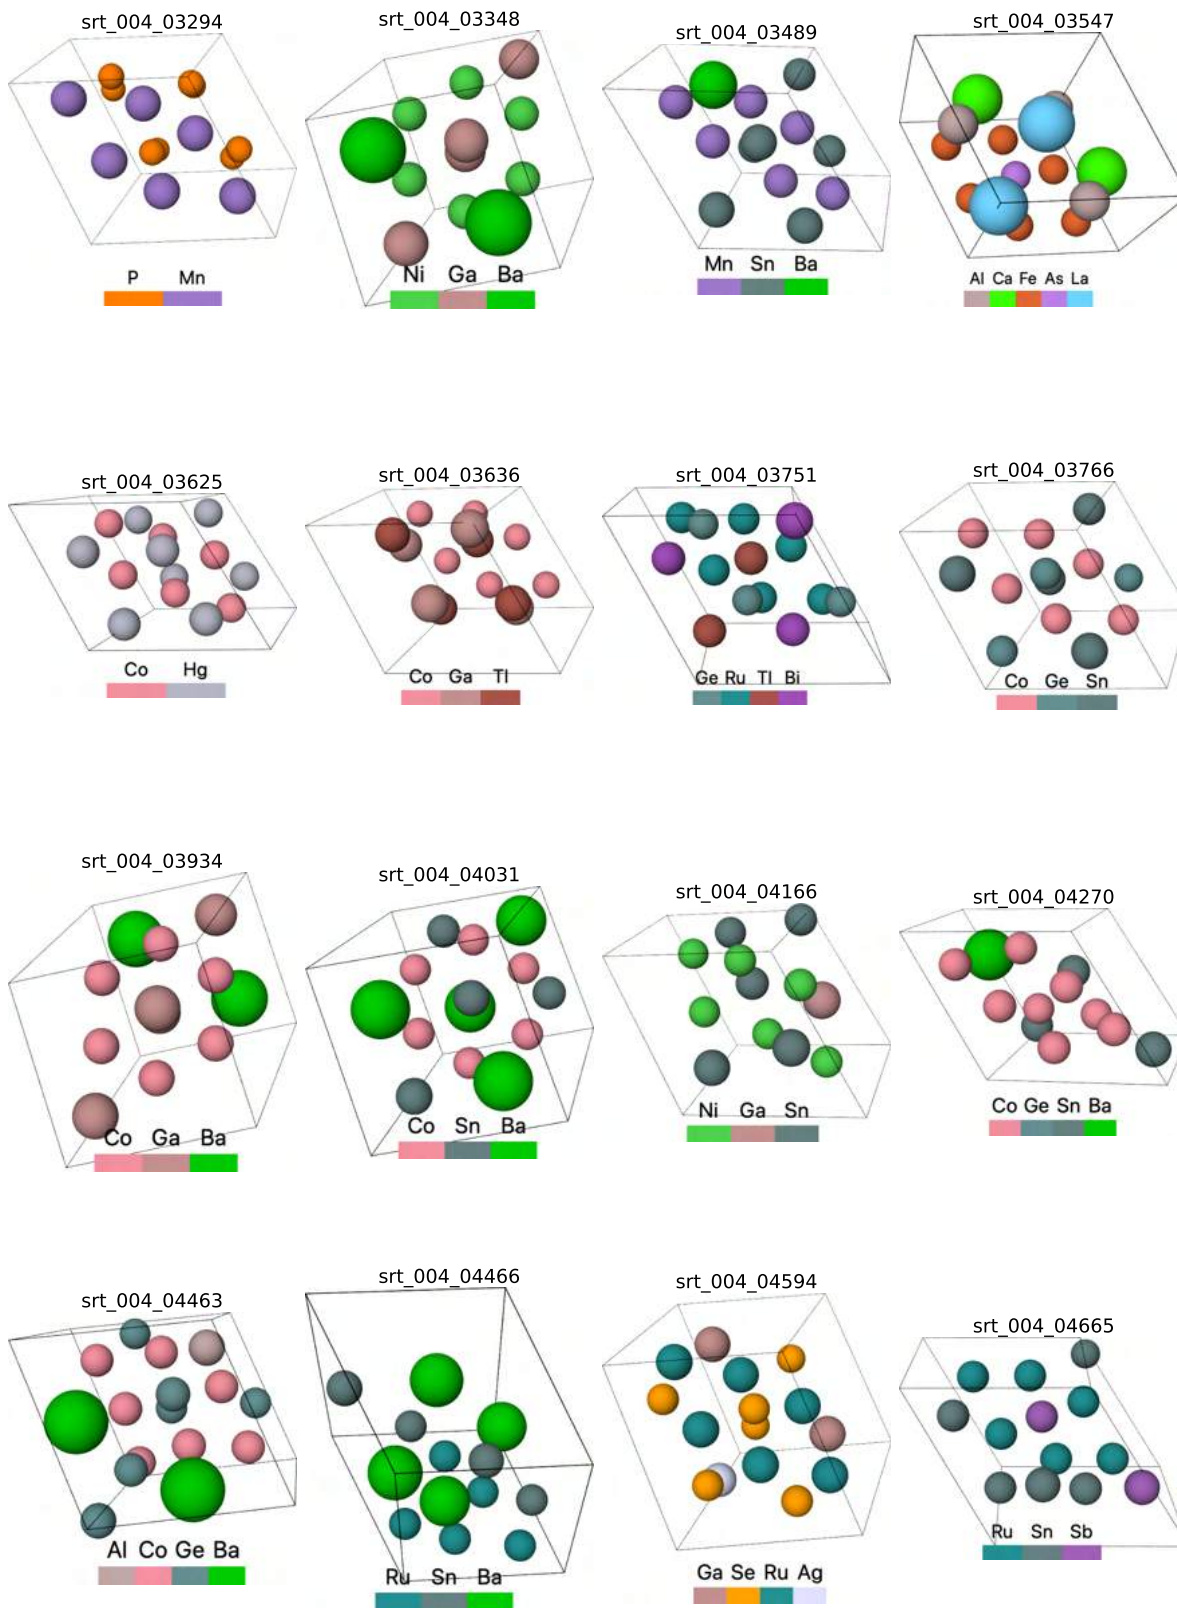 srt_004_03294
srt_004_03348
srt_004_03489
srt_004_03547
P Mn
Ni Ga Ba
Mn Sn Ba
Al Ca Fe As La
srt_004_03625
srt_004_03636
srt_004_03751
srt_004_03766
Co Hg
Co Ga Tl
Ge Ru Tl Bi
Co Ge Sn
srt_004_03934
srt_004_04031
srt_004_04166
srt_004_04270
Co Ga Ba
Co Sn Ba
Ni Ga Sn
Co Ge Sn Ba
srt_004_04463
srt_004_04466
srt_004_04594
srt_004_04665
Al Co Ge Ba
Ru Sn Ba
Ga Se Ru Ag
Ru Sn Sb